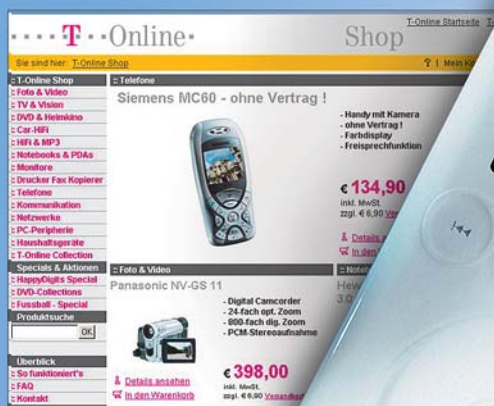 T Online
Shop
T-Online Startseite
Sie sind hier: T-Online Shop
? | Mein
:: T-Online Shop
:: Foto & Video
:: TV & Vision
:: DVD & Heimkino
:: Car-HiFi
:: HiFi & MP3
:: Notebooks & PDAs
:: Monitore
:: Drucker Fax Kopierer
:: Telefone
:: Kommunikation
:: Netzwerke
:: PC-Peripherie
:: Haushaltsgeräte
:: T-Online Collection
Specials & Aktionen
:: HappyDigits Special
:: DVD-Collections
:: Fussball - Special
Produktsuche
OK
Überblick
:: So funktioniert's
:: FAQ
:: Kontakt
:: Telefone
Siemens MC60 - ohne Vertrag !
- Handy mit Kamera
- ohne Vertrag !
- Farbdisplay
- Freisprechfunktion
€ 134,90
inkl. MwSt.
zzgl. € 6,90
Details
In den
:: Foto & Video
Panasonic NV-GS 11
- Digital Camcorder
- 24-fach opt. Zoom
- 800-fach dig. Zoom
- PCM-Stereoaufnahme
€ 398,00
inkl. MwSt.
zzgl. € 6,90
Details ansehen
In den Warenkorb
3.0